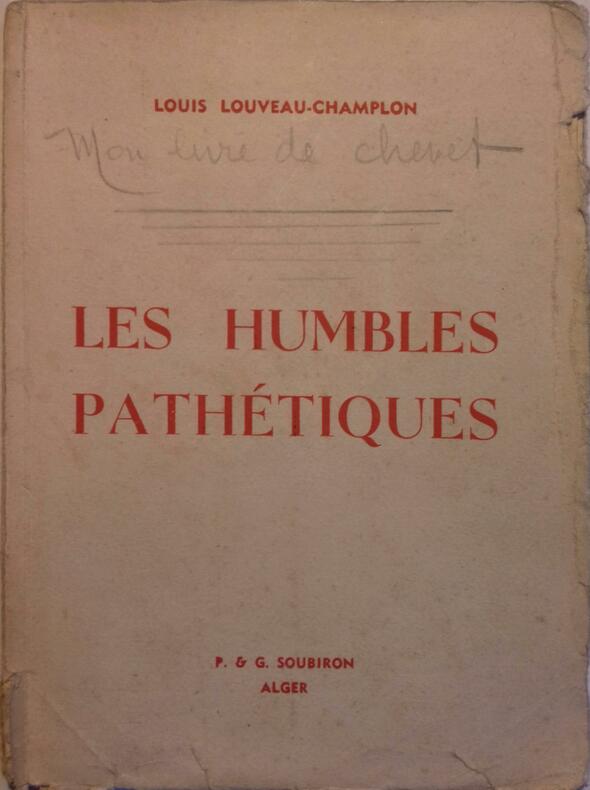 LOUIS LOUVEAU-CHAMPLON
Mon livre de chevet
LES HUMBLES
PATHÉTIQUES
P. & G. SOUBIRON
ALGER